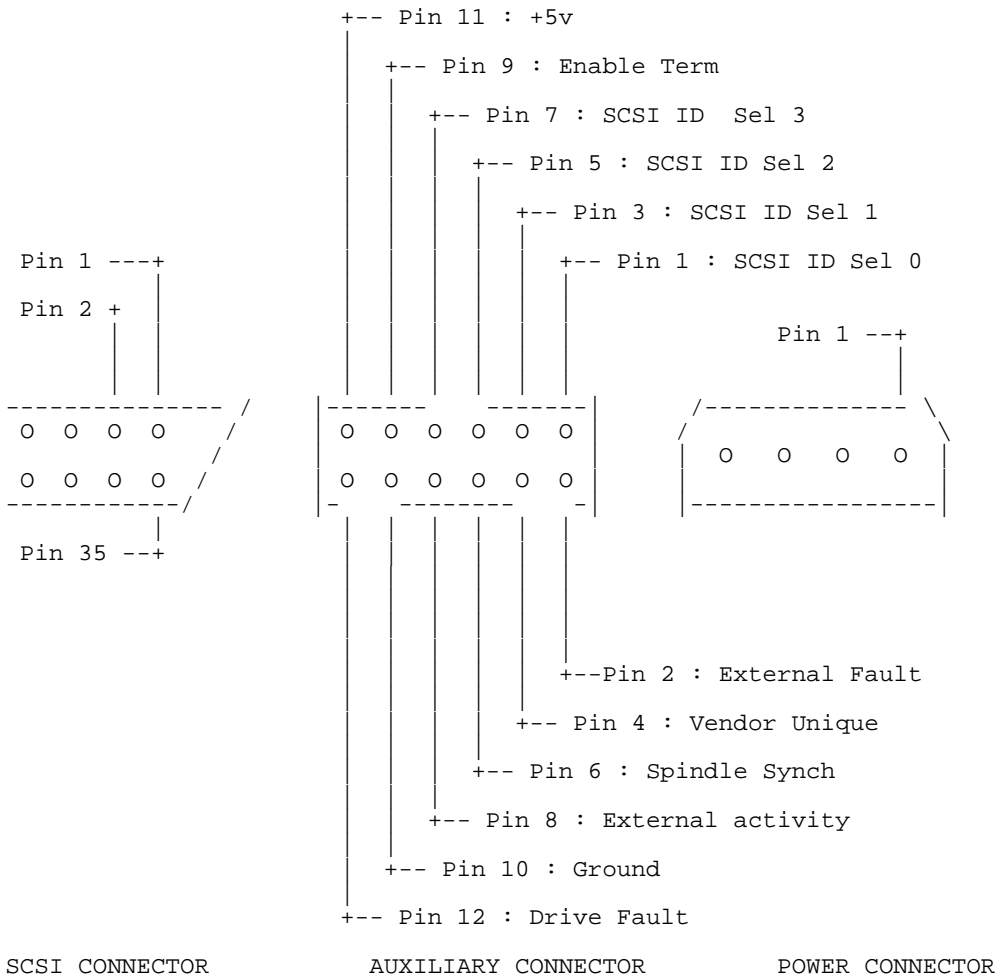 +-- Pin 11 : +5v
+-- Pin 9 : Enable Term
+-- Pin 7 : SCSI ID  Sel 3
+-- Pin 5 : SCSI ID Sel 2
+-- Pin 3 : SCSI ID Sel 1
Pin 1 ---+
+-- Pin 1 : SCSI ID Sel 0
Pin 2 +
Pin 1 --+
O O O O
O O O O O O
O O O O
O O O O
O O O O O O
Pin 35 --+
+--Pin 2 : External Fault
+-- Pin 4 : Vendor Unique
+-- Pin 6 : Spindle Synch
+-- Pin 8 : External activity
+-- Pin 10 : Ground
+-- Pin 12 : Drive Fault
SCSI CONNECTOR
AUXILIARY CONNECTOR
POWER CONNECTOR